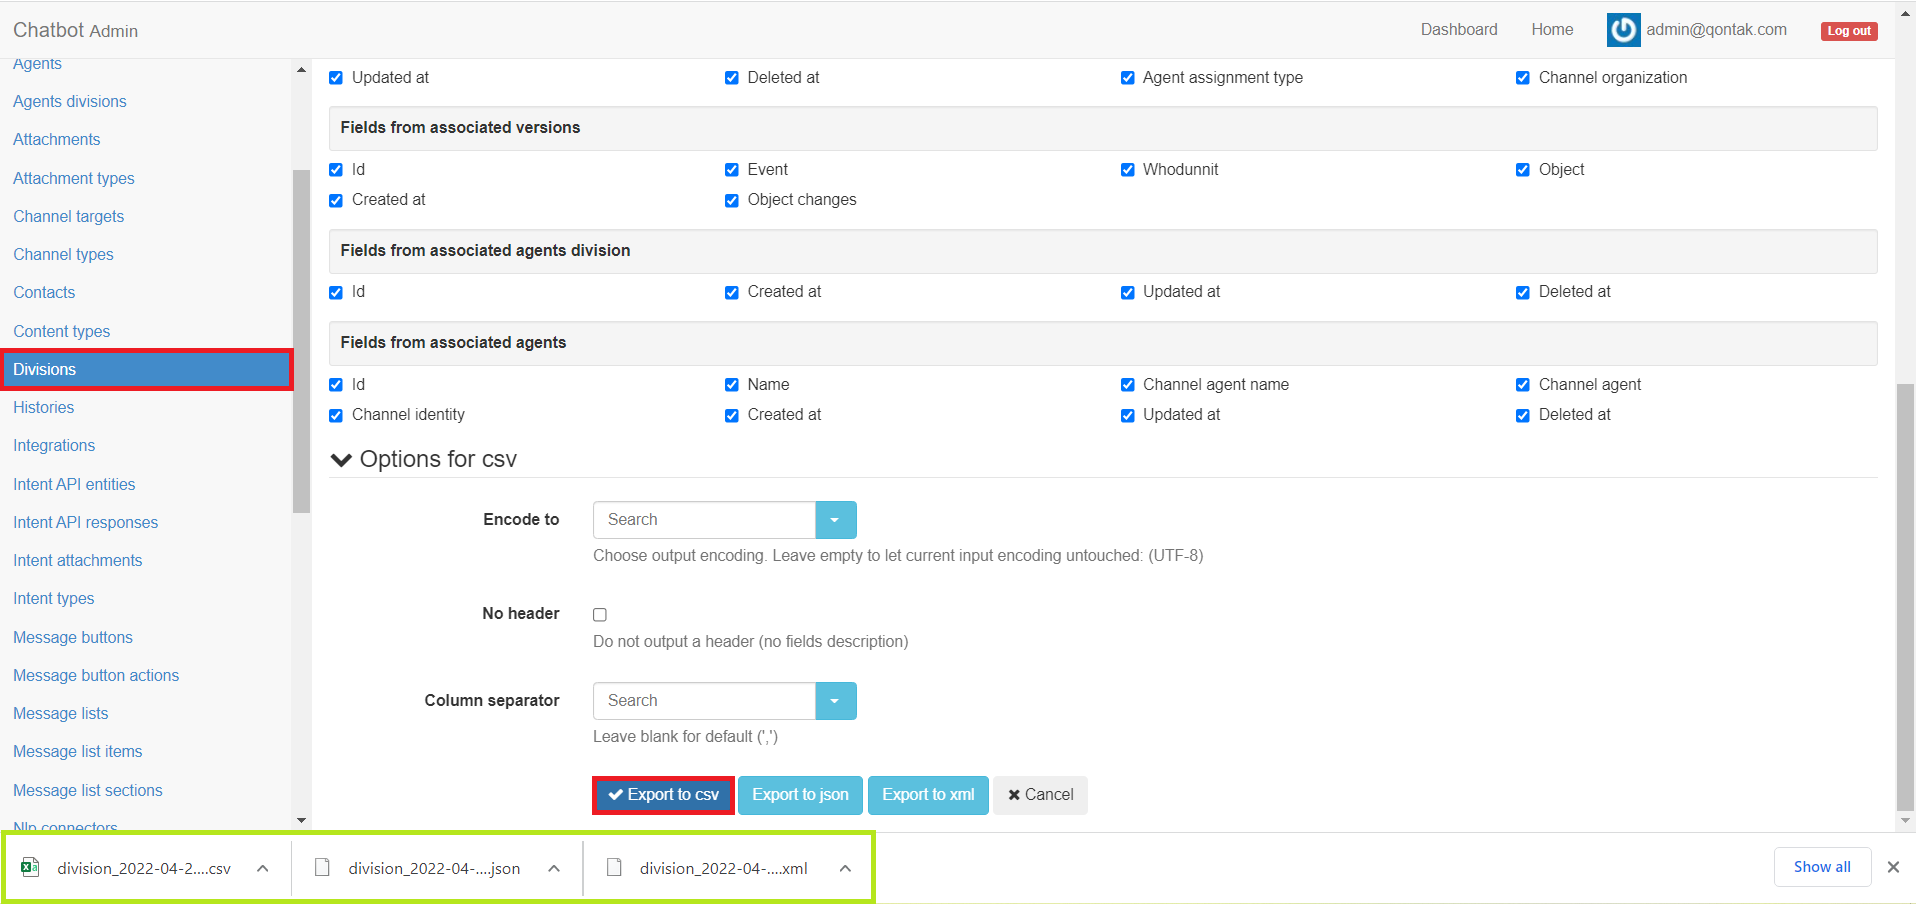 Chatbot Admin
Dashboard Home admin@qontak.com Log out
Agents
Agents divisions
Attachments
Attachment types
Channel targets
Channel types
Contacts
Content types
Divisions
Histories
Integrations
Intent API entities
Intent API responses
Intent attachments
Intent types
Message buttons
Message button actions
Message lists
Message list items
Message list sections
Nlp connectors
Updated at Deleted at Agent assignment type Channel organization
Fields from associated versions
Id Event Whodunnit Object
Created at Object changes
Fields from associated agents division
Id Created at Updated at Deleted at
Fields from associated agents
Id Name Channel agent name Channel agent
Channel identity Created at Updated at Deleted at
Options for csv
Encode to Search
Choose output encoding. Leave empty to let current input encoding untouched: (UTF-8)
No header
Do not output a header (no fields description)
Column separator Search
Leave blank for default (',')
Export to csv Export to json Export to xml Cancel
division_2022-04-2....csv division_2022-04-....json division_2022-04-....xml Show all